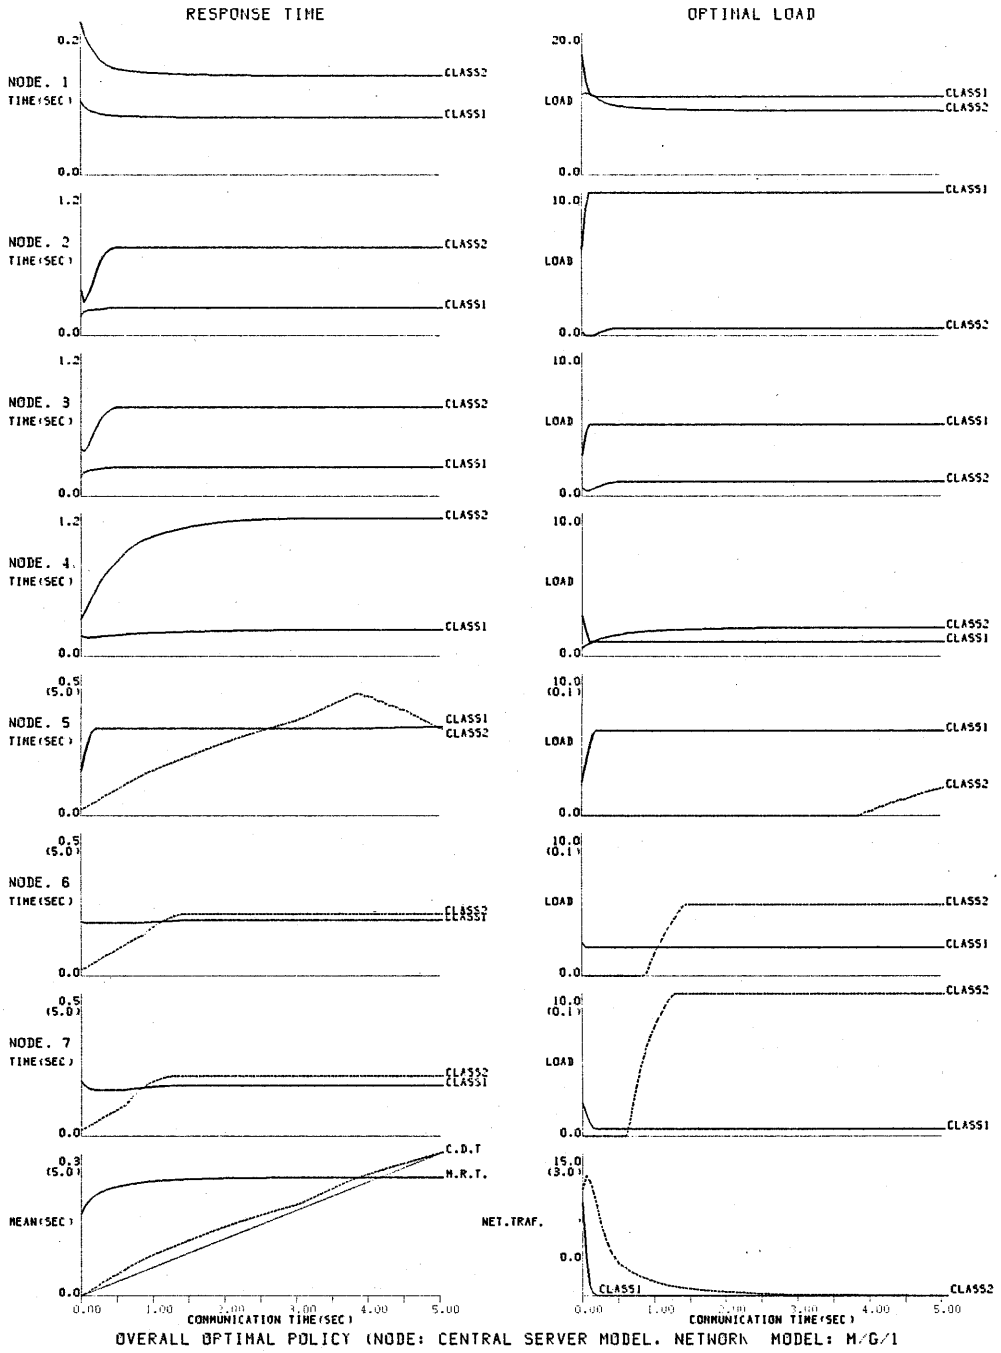 RESPONSE TIME
OPTIMAL LOAD
0.2
NODE. 1
TIME(SEC)
0.0
CLASS2
CLASS1
20.0
LOAD
0.0
CLASS1
CLASS2
1.2
NODE. 2
TIME(SEC)
0.0
CLASS2
CLASS1
10.0
LOAD
0.0
CLASS1
CLASS2
1.2
NODE. 3
TIME(SEC)
0.0
CLASS2
CLASS1
10.0
LOAD
0.0
CLASS1
CLASS2
1.2
NODE. 4
TIME(SEC)
0.0
CLASS2
CLASS1
10.0
LOAD
0.0
CLASS2
CLASS1
0.5
(5.0)
NODE. 5
TIME(SEC)
0.0
CLASS1
CLASS2
10.0
(0.1)
LOAD
0.0
CLASS1
CLASS2
0.5
(5.0)
NODE. 6
TIME(SEC)
0.0
CLASS2
CLASS1
10.0
(0.1)
LOAD
0.0
CLASS2
CLASS1
0.5
(5.0)
NODE. 7
TIME(SEC)
0.0
CLASS2
CLASS1
10.0
(0.1)
LOAD
0.0
CLASS2
CLASS1
0.3
(5.0)
MEAN(SEC)
0.0
C.D.T
M.R.T.
0.00 1.00 2.00 3.00 4.00 5.00
COMMUNICATION TIME(SEC)
15.0
(3.0)
NET.TRAF.
0.0
CLASS1
CLASS2
0.00 1.00 2.00 3.00 4.00 5.00
COMMUNICATION TIME(SEC)
OVERALL OPTIMAL POLICY (NODE: CENTRAL SERVER MODEL. NETWORK MODEL: M/G/1